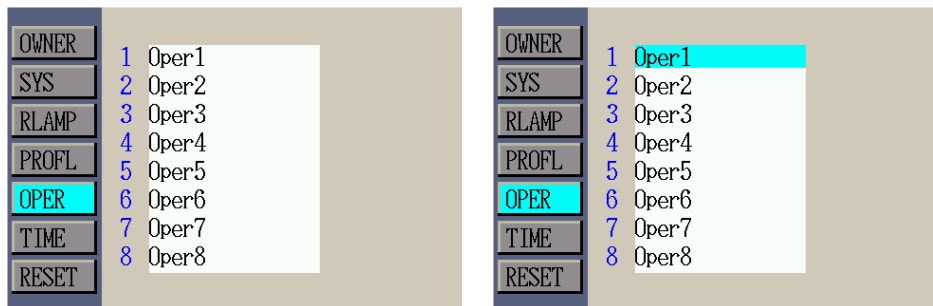 OWNER
SYS
RLAMP
PROFL
OPER
TIME
RESET
1 Oper1
2 Oper2
3 Oper3
4 Oper4
5 Oper5
6 Oper6
7 Oper7
8 Oper8
OWNER
SYS
RLAMP
PROFL
OPER
TIME
RESET
1 Oper1
2 Oper2
3 Oper3
4 Oper4
5 Oper5
6 Oper6
7 Oper7
8 Oper8